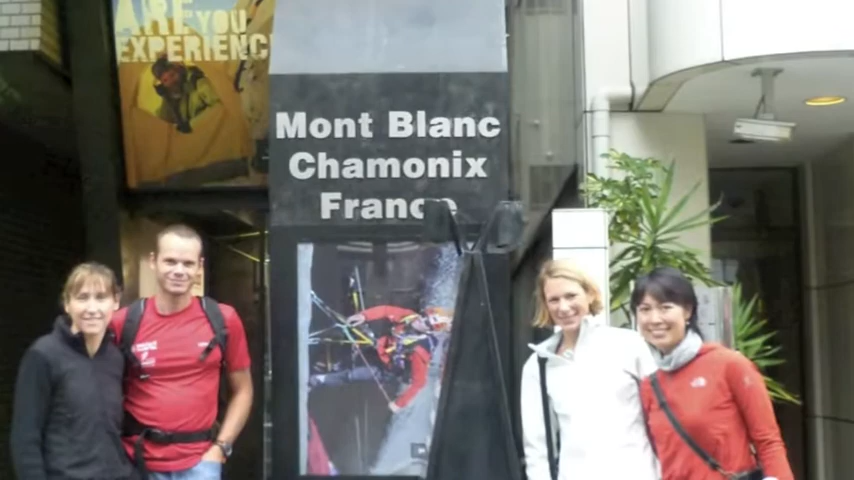 ARE YOU
EXPERIENC
Mont Blanc
Chamonix
France